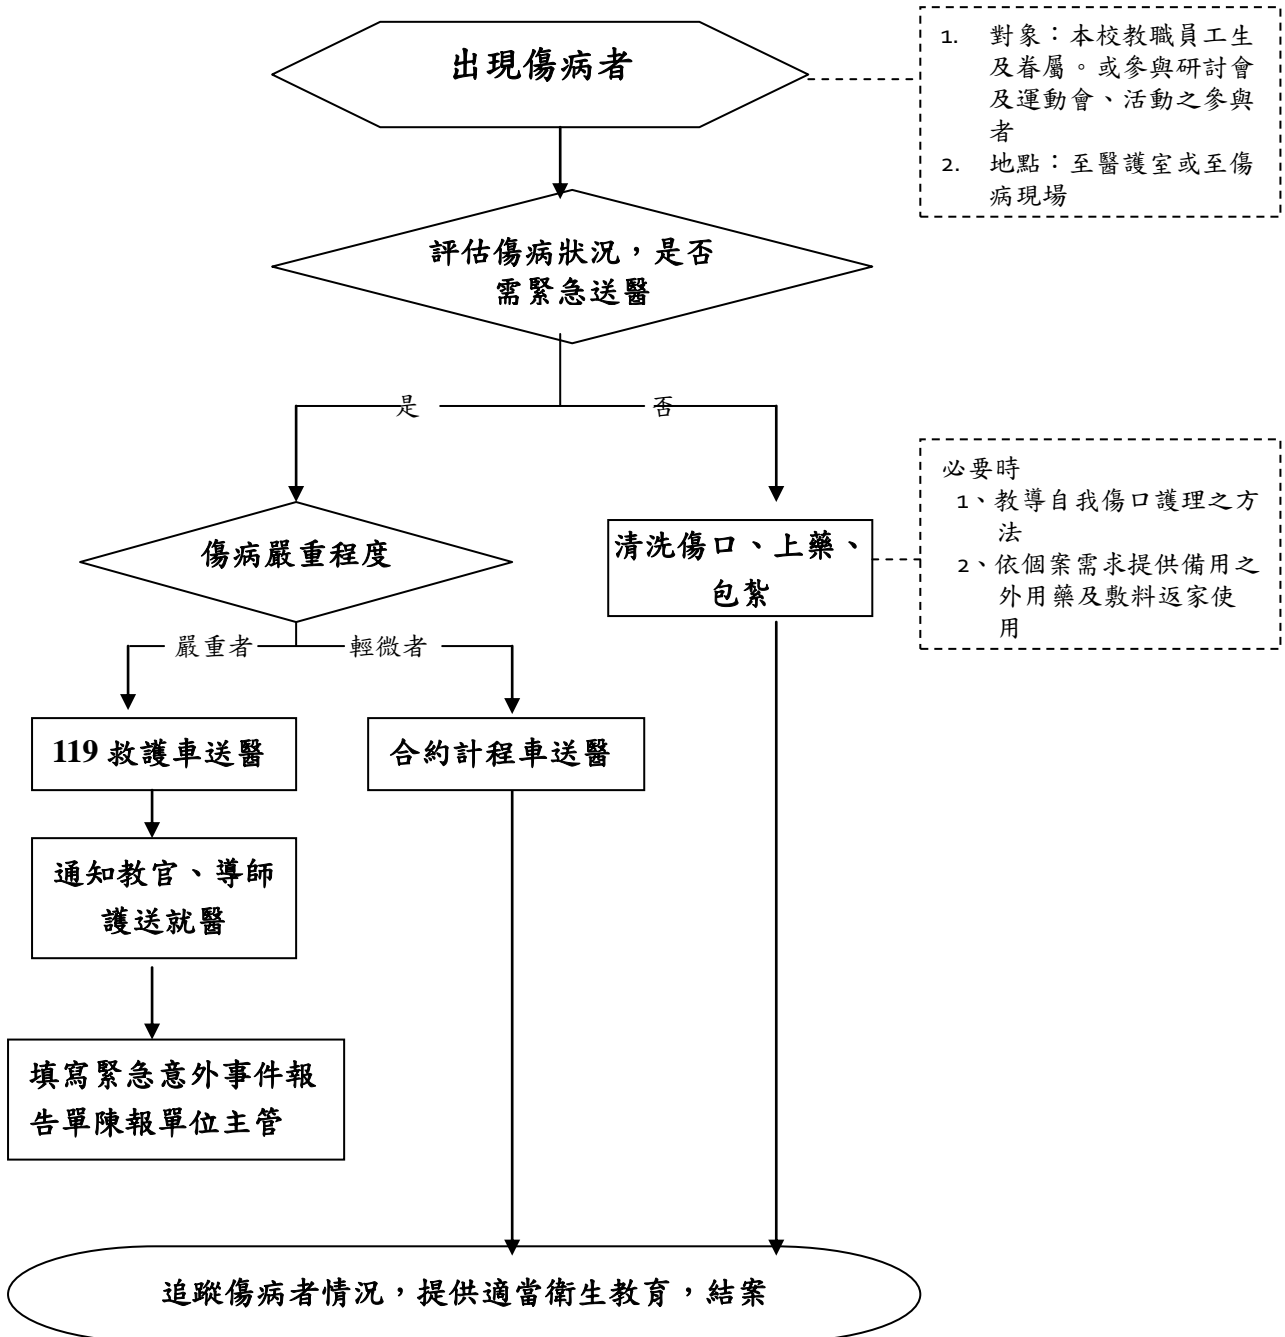 出現傷病者
1. 對象：本校教職員工生
及眷屬。或參與研討會
及運動會、活動之參與
者
2. 地點：至醫護室或至傷
病現場
評估傷病狀況，是否
需緊急送醫
是
否
必要時
1、教導自我傷口護理之方
法
2、依個案需求提供備用之
外用藥及敷料返家使
用
傷病嚴重程度
清洗傷口、上藥、
包紮
嚴重者
輕微者
119 救護車送醫
合約計程車送醫
通知教官、導師
護送就醫
填寫緊急意外事件報
告單陳報單位主管
追蹤傷病者情況，提供適當衛生教育，結案